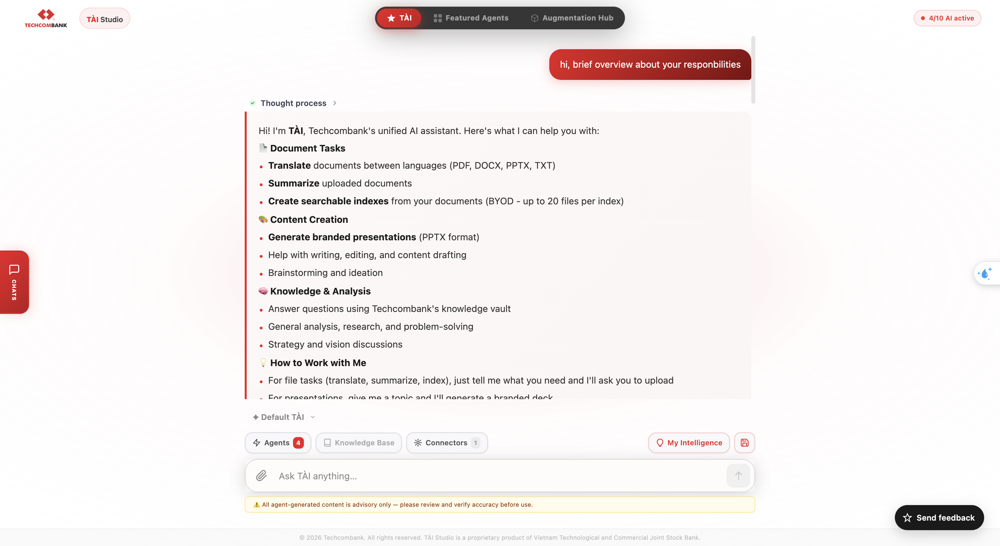 TECHCOMBANK
TÀI Studio
TÀI
Featured Agents
Augmentation Hub
4/10 AI active
hi, brief overview about your responbilities
Thought process
Hi! I'm TÀI, Techcombank's unified AI assistant. Here's what I can help you with:
Document Tasks
Translate documents between languages (PDF, DOCX, PPTX, TXT)
Summarize uploaded documents
Create searchable indexes from your documents (BYOD - up to 20 files per index)
Content Creation
Generate branded presentations (PPTX format)
Help with writing, editing, and content drafting
Brainstorming and ideation
Knowledge & Analysis
Answer questions using Techcombank's knowledge vault
General analysis, research, and problem-solving
Strategy and vision discussions
How to Work with Me
For file tasks (translate, summarize, index), just tell me what you need and I'll ask you to upload
For presentations, give me a topic and I'll generate a branded deck
CHATS
Default TÀI
Agents 4
Knowledge Base
Connectors 1
My Intelligence
Ask TÀI anything...
All agent-generated content is advisory only — please review and verify accuracy before use.
Send feedback
© 2026 Techcombank. All rights reserved. TÀI Studio is a proprietary product of Vietnam Technological and Commercial Joint Stock Bank.